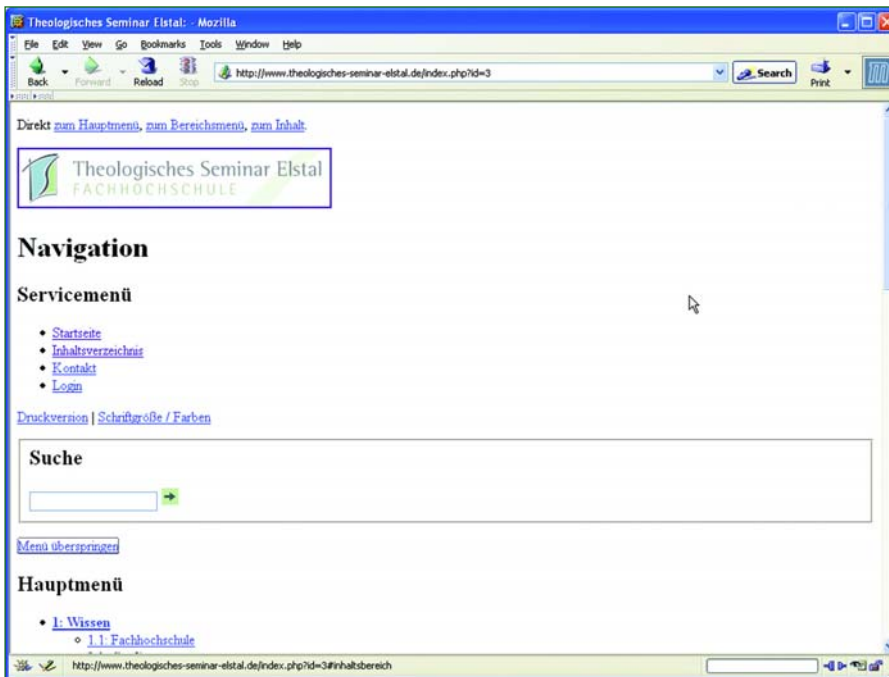 Theologisches Seminar Elstal: - Mozilla
File Edit View Go Bookmarks Tools Window Help
Back Forward Reload Stop http://www.theologisches-seminar-elstal.de/index.php?id=3 Search Print
Direkt zum Hauptmenü, zum Bereichsmenü, zum Inhalt.
Theologisches Seminar Elstal
FACHHOCHSCHULE
Navigation
Servicemenü
Startseite
Inhaltsverzeichnis
Kontakt
Login
Druckversion | Schriftgröße / Farben
Suche
Menü überspringen
Hauptmenü
1: Wissen
1.1: Fachhochschule
http://www.theologisches-seminar-elstal.de/index.php?id=3#inhaltsbereich